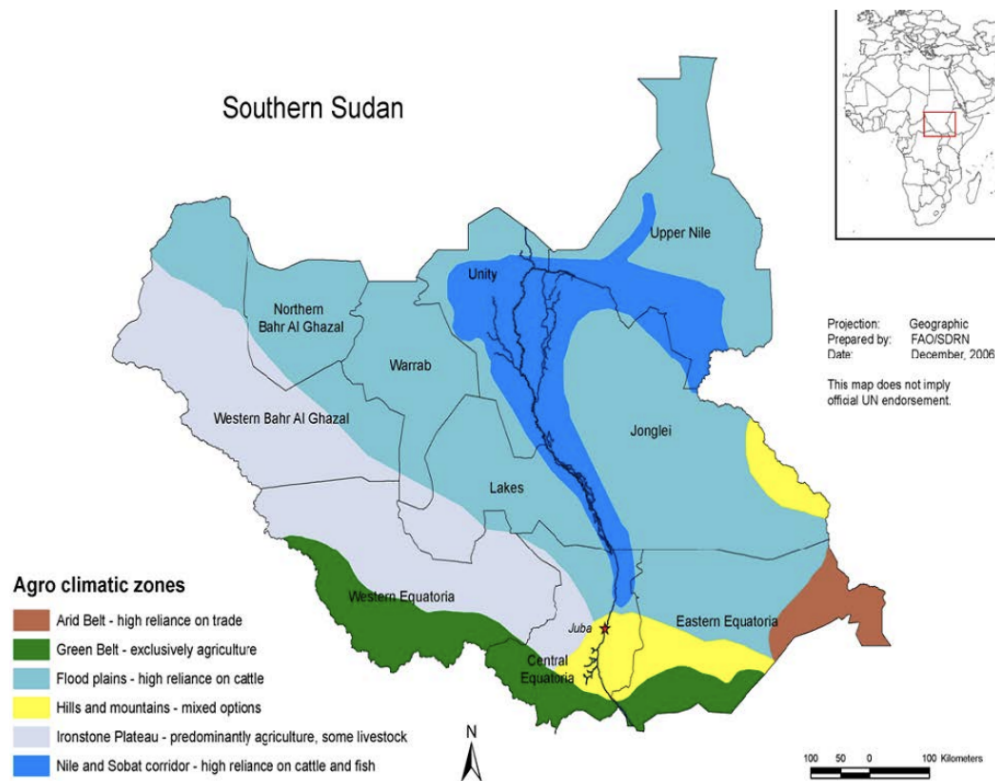 Southern Sudan
Upper Nile
Unity
Northern
Bahr Al Ghazal
Warrab
Western Bahr Al Ghazal
Jonglei
Lakes
Western Equatoria
Eastern Equatoria
Juba
Central
Equatoria
Projection: Geographic
Prepared by: FAO/SDRN
Date: December, 2006
This map does not imply
official UN endorsement.
Agro climatic zones
Arid Belt - high reliance on trade
Green Belt - exclusively agriculture
Flood plains - high reliance on cattle
Hills and mountains - mixed options
Ironstone Plateau - predominantly agriculture, some livestock
Nile and Sobat corridor - high reliance on cattle and fish
N
100 50 0 100 Kilometers